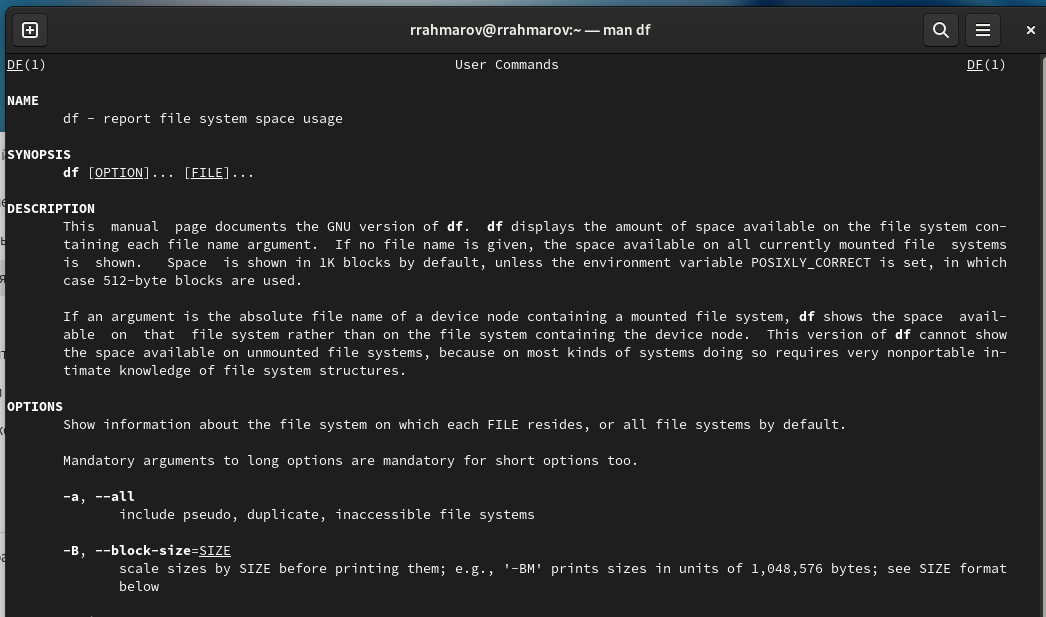 rrahmarov@rrahmarov:~ — man df
DF(1) User Commands DF(1)
NAME
df - report file system space usage
SYNOPSIS
df [OPTION]... [FILE]...
DESCRIPTION
This manual page documents the GNU version of df. df displays the amount of space available on the file system con-
taining each file name argument. If no file name is given, the space available on all currently mounted file systems
is shown. Space is shown in 1K blocks by default, unless the environment variable POSIXLY_CORRECT is set, in which
case 512-byte blocks are used.
If an argument is the absolute file name of a device node containing a mounted file system, df shows the space avail-
able on that file system rather than on the file system containing the device node. This version of df cannot show
the space available on unmounted file systems, because on most kinds of systems doing so requires very nonportable in-
timate knowledge of file system structures.
OPTIONS
Show information about the file system on which each FILE resides, or all file systems by default.
Mandatory arguments to long options are mandatory for short options too.
-a, --all
include pseudo, duplicate, inaccessible file systems
-B, --block-size=SIZE
scale sizes by SIZE before printing them; e.g., '-BM' prints sizes in units of 1,048,576 bytes; see SIZE format
below